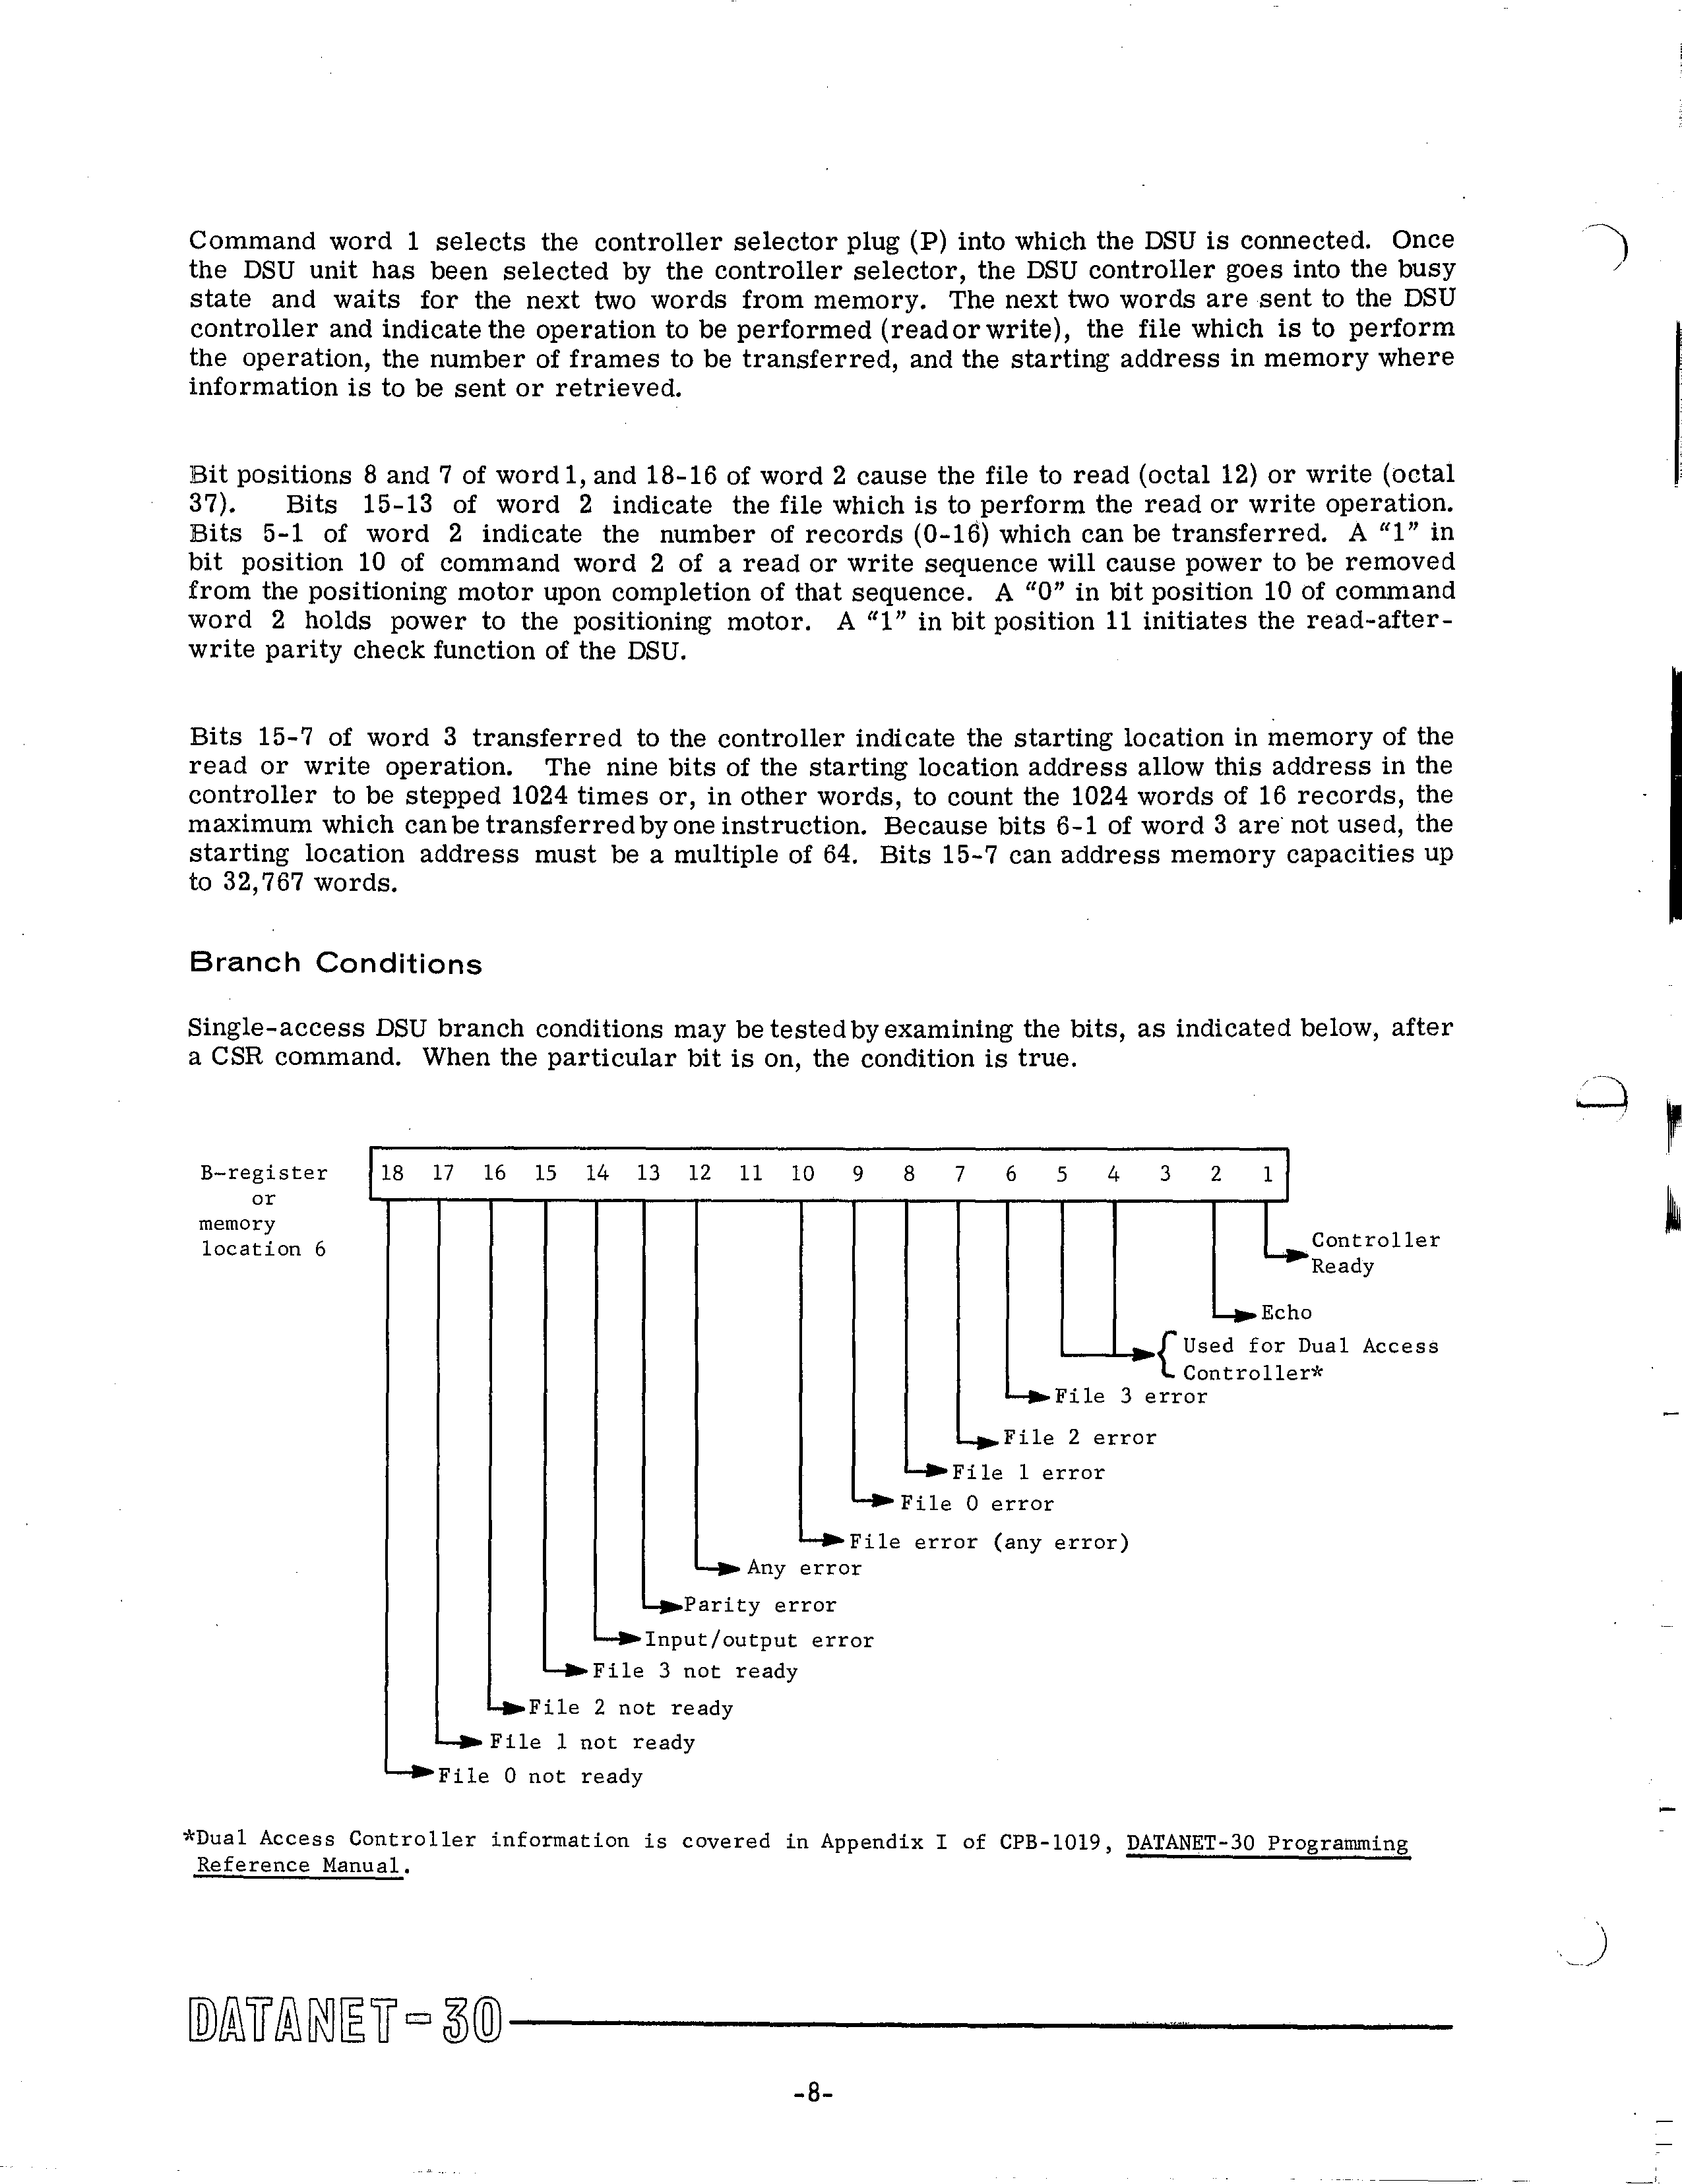 Command word 1 selects the controller selector plug (P) into which the DSU is connected. Once
the DSU unit has been selected by the controller selector, the DSU controller goes into the busy
state and waits for the next two words from memory. The next two words are sent to the DSU
controller and indicate the operation to be performed (read or write), the file which is to perform
the operation, the number of frames to be transferred, and the starting address in memory where
information is to be sent or retrieved.
Bit positions 8 and 7 of word 1, and 18-16 of word 2 cause the file to read (octal 12) or write (octal
37). Bits 15-13 of word 2 indicate the file which is to perform the read or write operation.
Bits 5-1 of word 2 indicate the number of records (0-16) which can be transferred. A “1” in
bit position 10 of command word 2 of a read or write sequence will cause power to be removed
from the positioning motor upon completion of that sequence. A “0” in bit position 10 of command
word 2 holds power to the positioning motor. A “1” in bit position 11 initiates the read-after-
write parity check function of the DSU.
Bits 15-7 of word 3 transferred to the controller indicate the starting location in memory of the
read or write operation. The nine bits of the starting location address allow this address in the
controller to be stepped 1024 times or, in other words, to count the 1024 words of 16 records, the
maximum which can be transferred by one instruction. Because bits 6-1 of word 3 are not used, the
starting location address must be a multiple of 64. Bits 15-7 can address memory capacities up
to 32,767 words.
Branch Conditions
Single-access DSU branch conditions may be tested by examining the bits, as indicated below, after
a CSR command. When the particular bit is on, the condition is true.
B-register
or
memory
location 6
18 17 16 15 14 13 12 11 10 9 8 7 6 5 4 3 2 1
Controller
Ready
Echo
Used for Dual Access
Controller*
File 3 error
File 2 error
File 1 error
File 0 error
File error (any error)
Any error
Parity error
Input/output error
File 3 not ready
File 2 not ready
File 1 not ready
File 0 not ready
*Dual Access Controller information is covered in Appendix I of CPB-1019, DATANET-30 Programming
Reference Manual.
DATANET-30
-8-